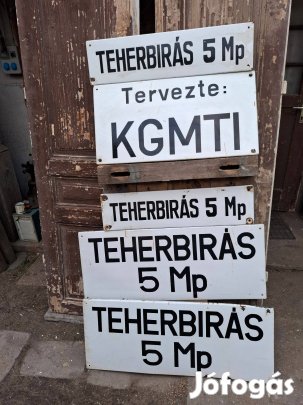 TEHERBIRÁS 5 Mp
Tervezte:
KGMTI
TEHERBIRÁS 5 Mp
TEHERBIRÁS
5 Mp
TEHERBIRÁS
5 Mp
Jófogás